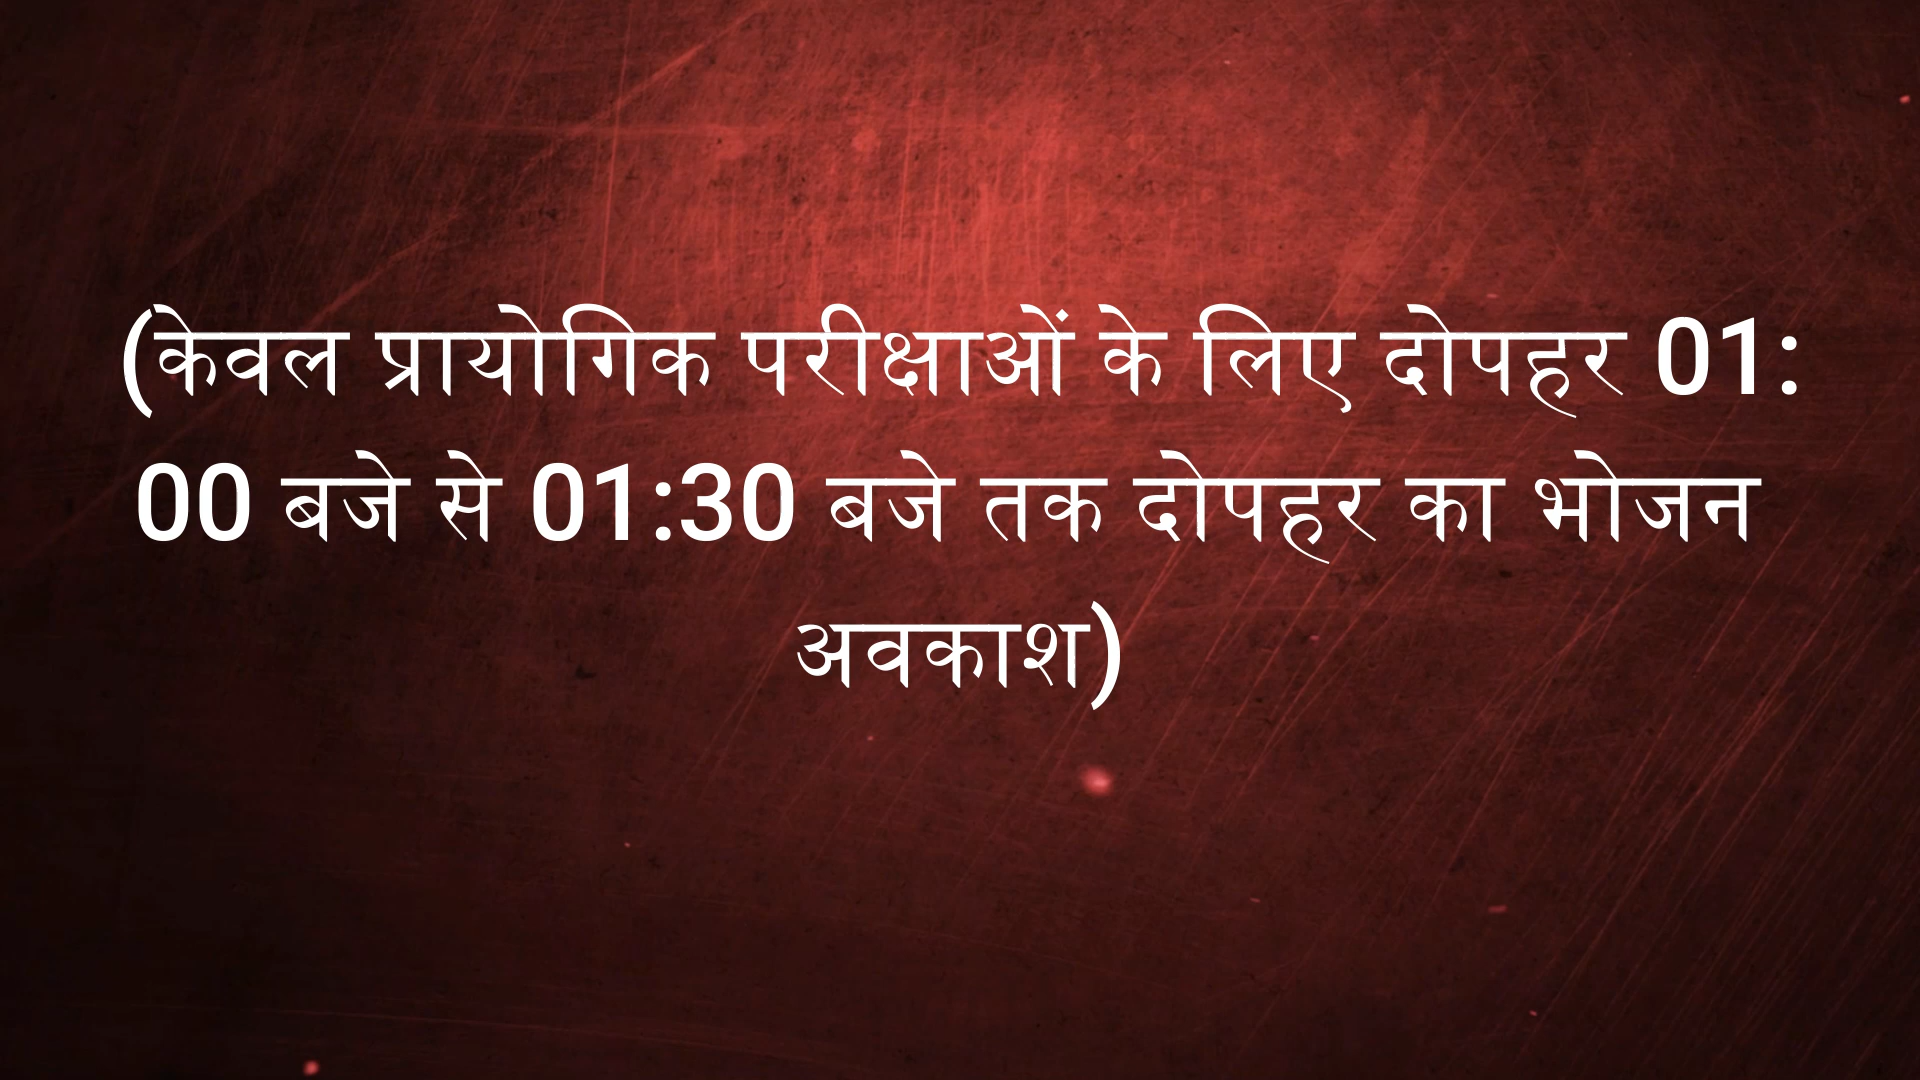 (केवल प्रायोगिक परीक्षाओं के लिए दोपहर 01:
00 बजे से 01:30 बजे तक दोपहर का भोजन
अवकाश)